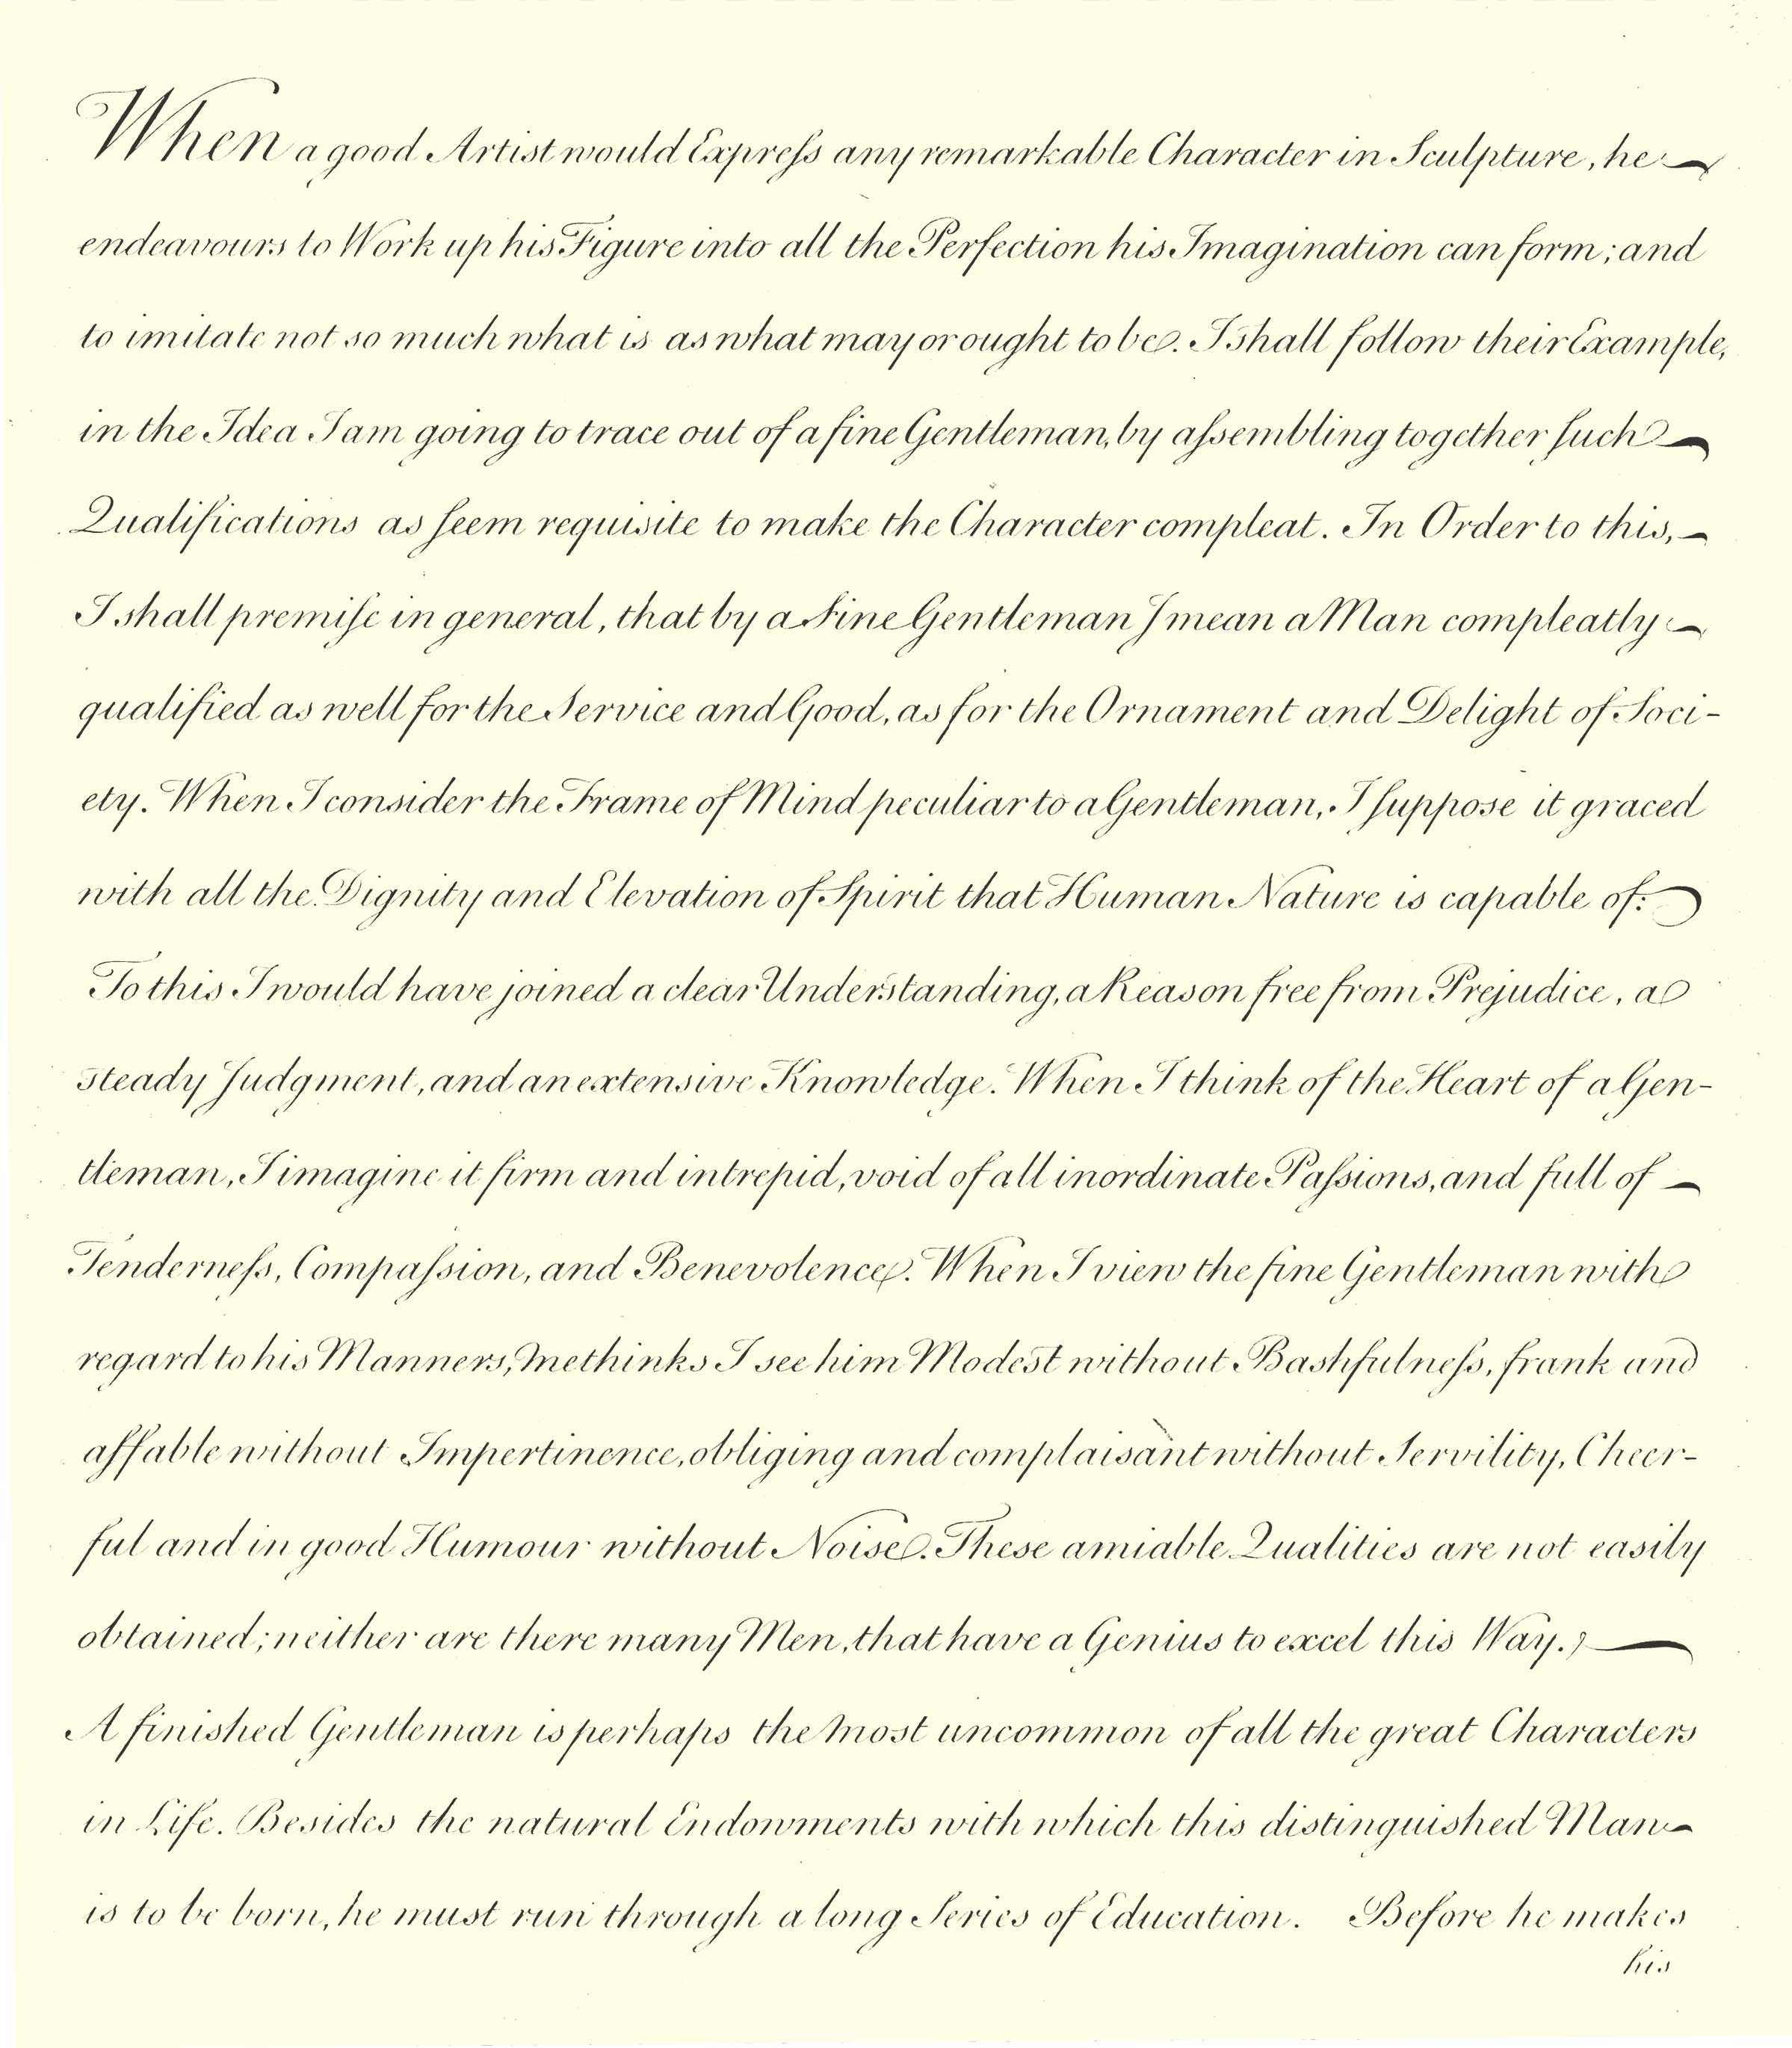 When a good Artist would Expreſs any remarkable Character in Sculpture, he
endeavours to Work up his Figure into all the Perfection his Imagination can form; and
to imitate not so much what is as what may or ought to be. I shall follow their Example,
in the Idea I am going to trace out of a fine Gentleman, by aſsembling together ſuch
Qualifications as ſeem requisite to make the Character compleat. In Order to this,
I shall premiſe in general, that by a Fine Gentleman I mean a Man compleatly
qualified as well for the Service and Good, as for the Ornament and Delight of Soci-
ety. When I consider the Frame of Mind peculiar to a Gentleman, I ſuppose it graced
with all the Dignity and Elevation of Spirit that Human Nature is capable of:
To this I would have joined a clear Understanding, a Reason free from Prejudice, a
steady Judgment, and an extensive Knowledge. When I think of the Heart of a Gen-
tleman, I imagine it firm and intrepid, void of all inordinate Paſsions, and full of
Tenderneſs, Compaſsion, and Benevolence. When I view the fine Gentleman with
regard to his Manners, methinks I see him Modest without Bashfulneſs, frank and
affable without Impertinence, obliging and complaisant without Servility, Cheer-
ful and in good Humour without Noise. These amiable Qualities are not easily
obtained; neither are there many Men, that have a Genius to excel this Way.
A finished Gentleman is perhaps the most uncommon of all the great Characters
in Life. Besides the natural Endowments with which this distinguished Man
is to be born, he must run through a long Series of Education. Before he makes
his